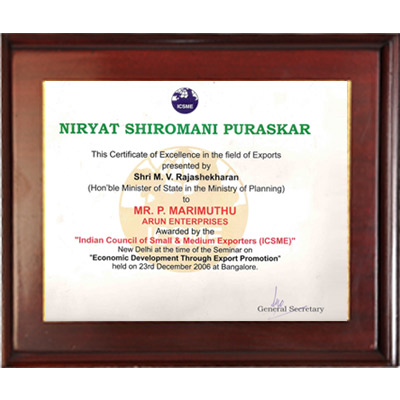 ICSME
NIRYAT SHIROMANI PURASKAR
This Certificate of Excellence in the field of Exports
presented by
Shri M. V. Rajashekharan
(Hon'ble Minister of State in the Ministry of Planning)
to
MR. P. MARIMUTHU
ARUN ENTERPRISES
Awarded by the
"Indian Council of Small & Medium Exporters (ICSME)"
New Delhi at the time of the Seminar on
"Economic Development Through Export Promotion"
held on 23rd December 2006 at Bangalore.
General Secretary